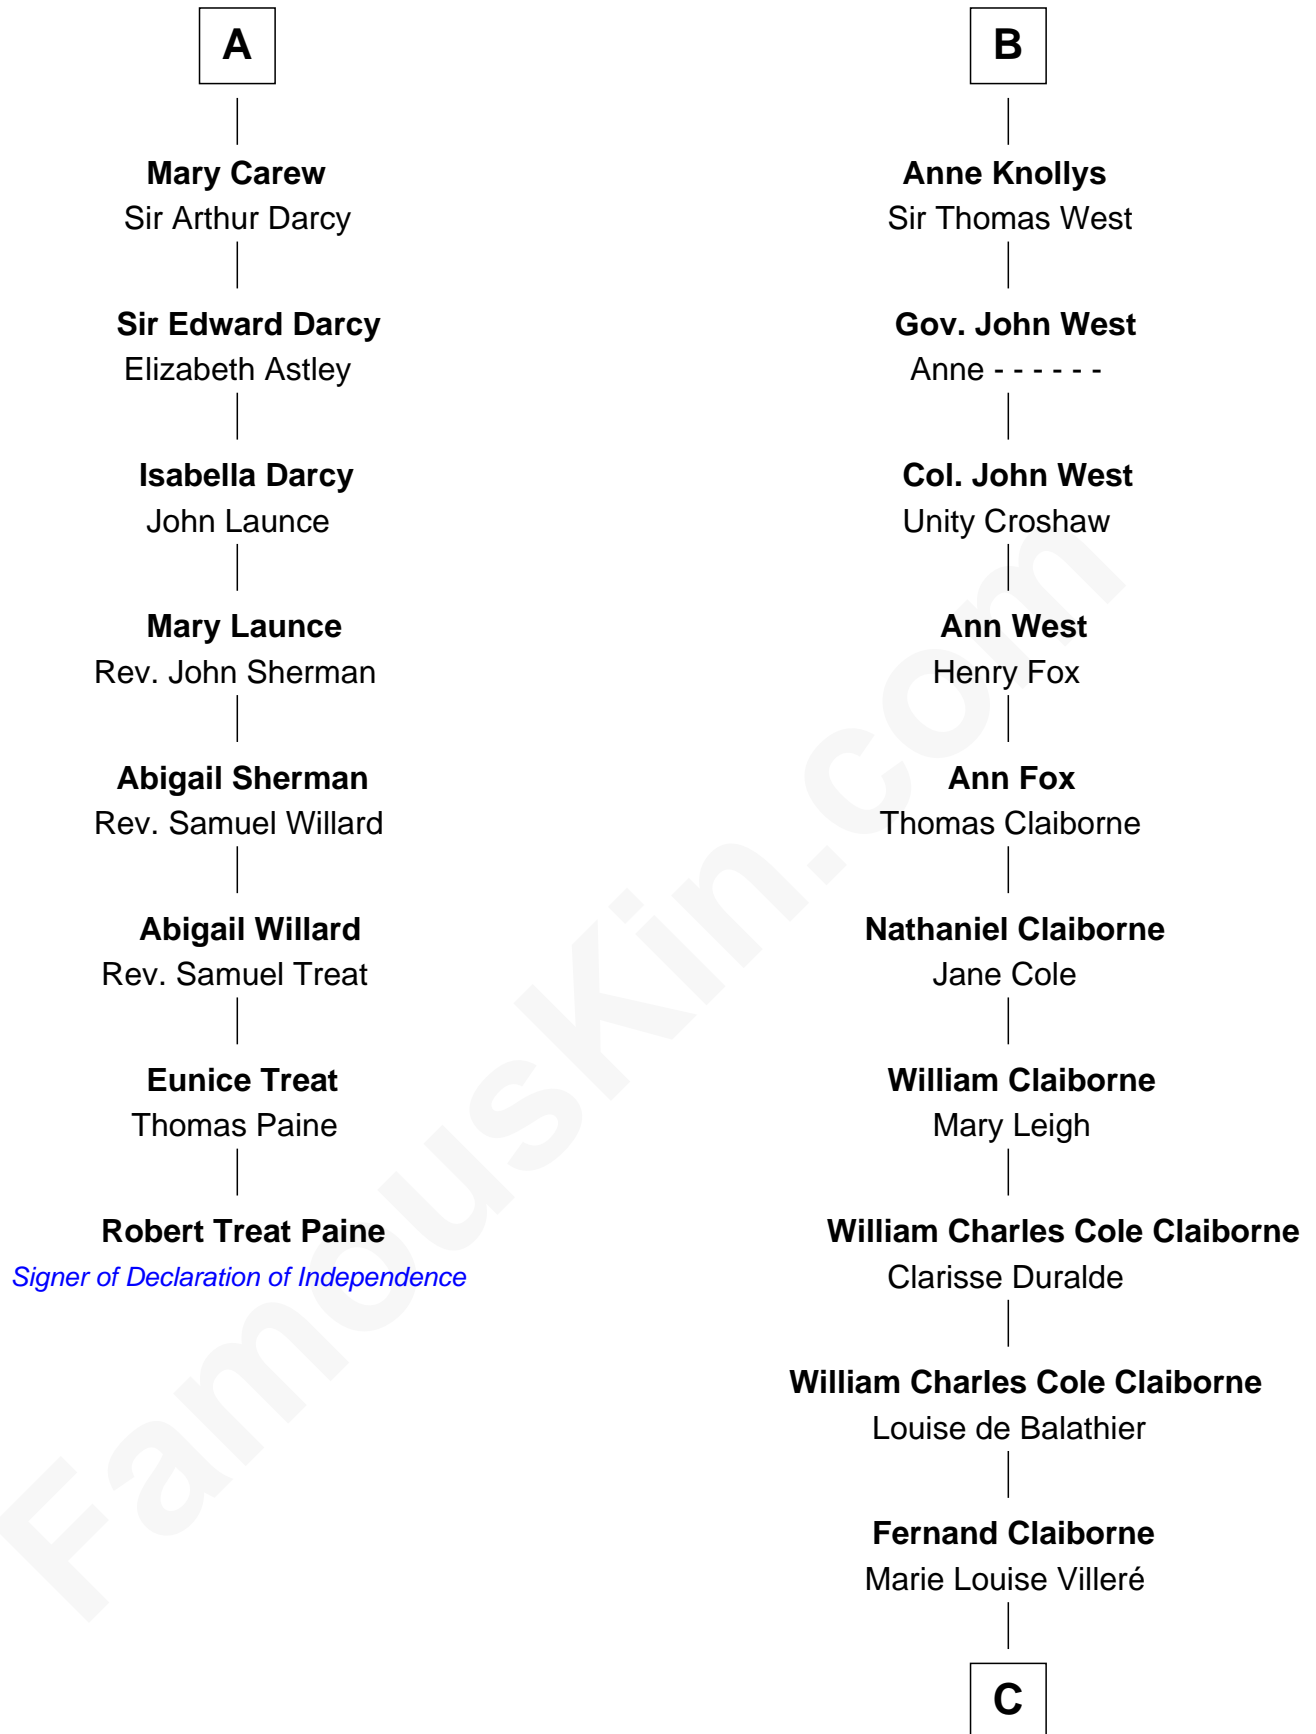 A
Mary Carew
Sir Arthur Darcy
Sir Edward Darcy
Elizabeth Astley
Isabella Darcy
John Launce
Mary Launce
Rev. John Sherman
Abigail Sherman
Rev. Samuel Willard
Abigail Willard
Rev. Samuel Treat
Eunice Treat
Thomas Paine
Robert Treat Paine
Signer of Declaration of Independence
B
Anne Knollys
Sir Thomas West
Gov. John West
Anne - - - - - -
Col. John West
Unity Croshaw
Ann West
Henry Fox
Ann Fox
Thomas Claiborne
Nathaniel Claiborne
Jane Cole
William Claiborne
Mary Leigh
William Charles Cole Claiborne
Clarisse Duralde
William Charles Cole Claiborne
Louise de Balathier
Fernand Claiborne
Marie Louise Villeré
C
FamousKin.com